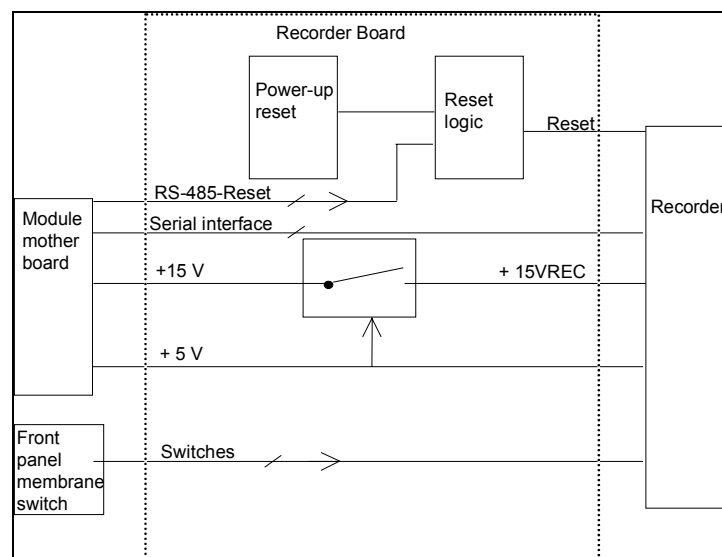 Recorder Board
Power-up
reset
Reset
logic
Reset
RS-485-Reset
Serial interface
Module
mother
board
Recorder
+15 V
+ 15VREC
+ 5 V
Front
panel
membrane
switch
Switches